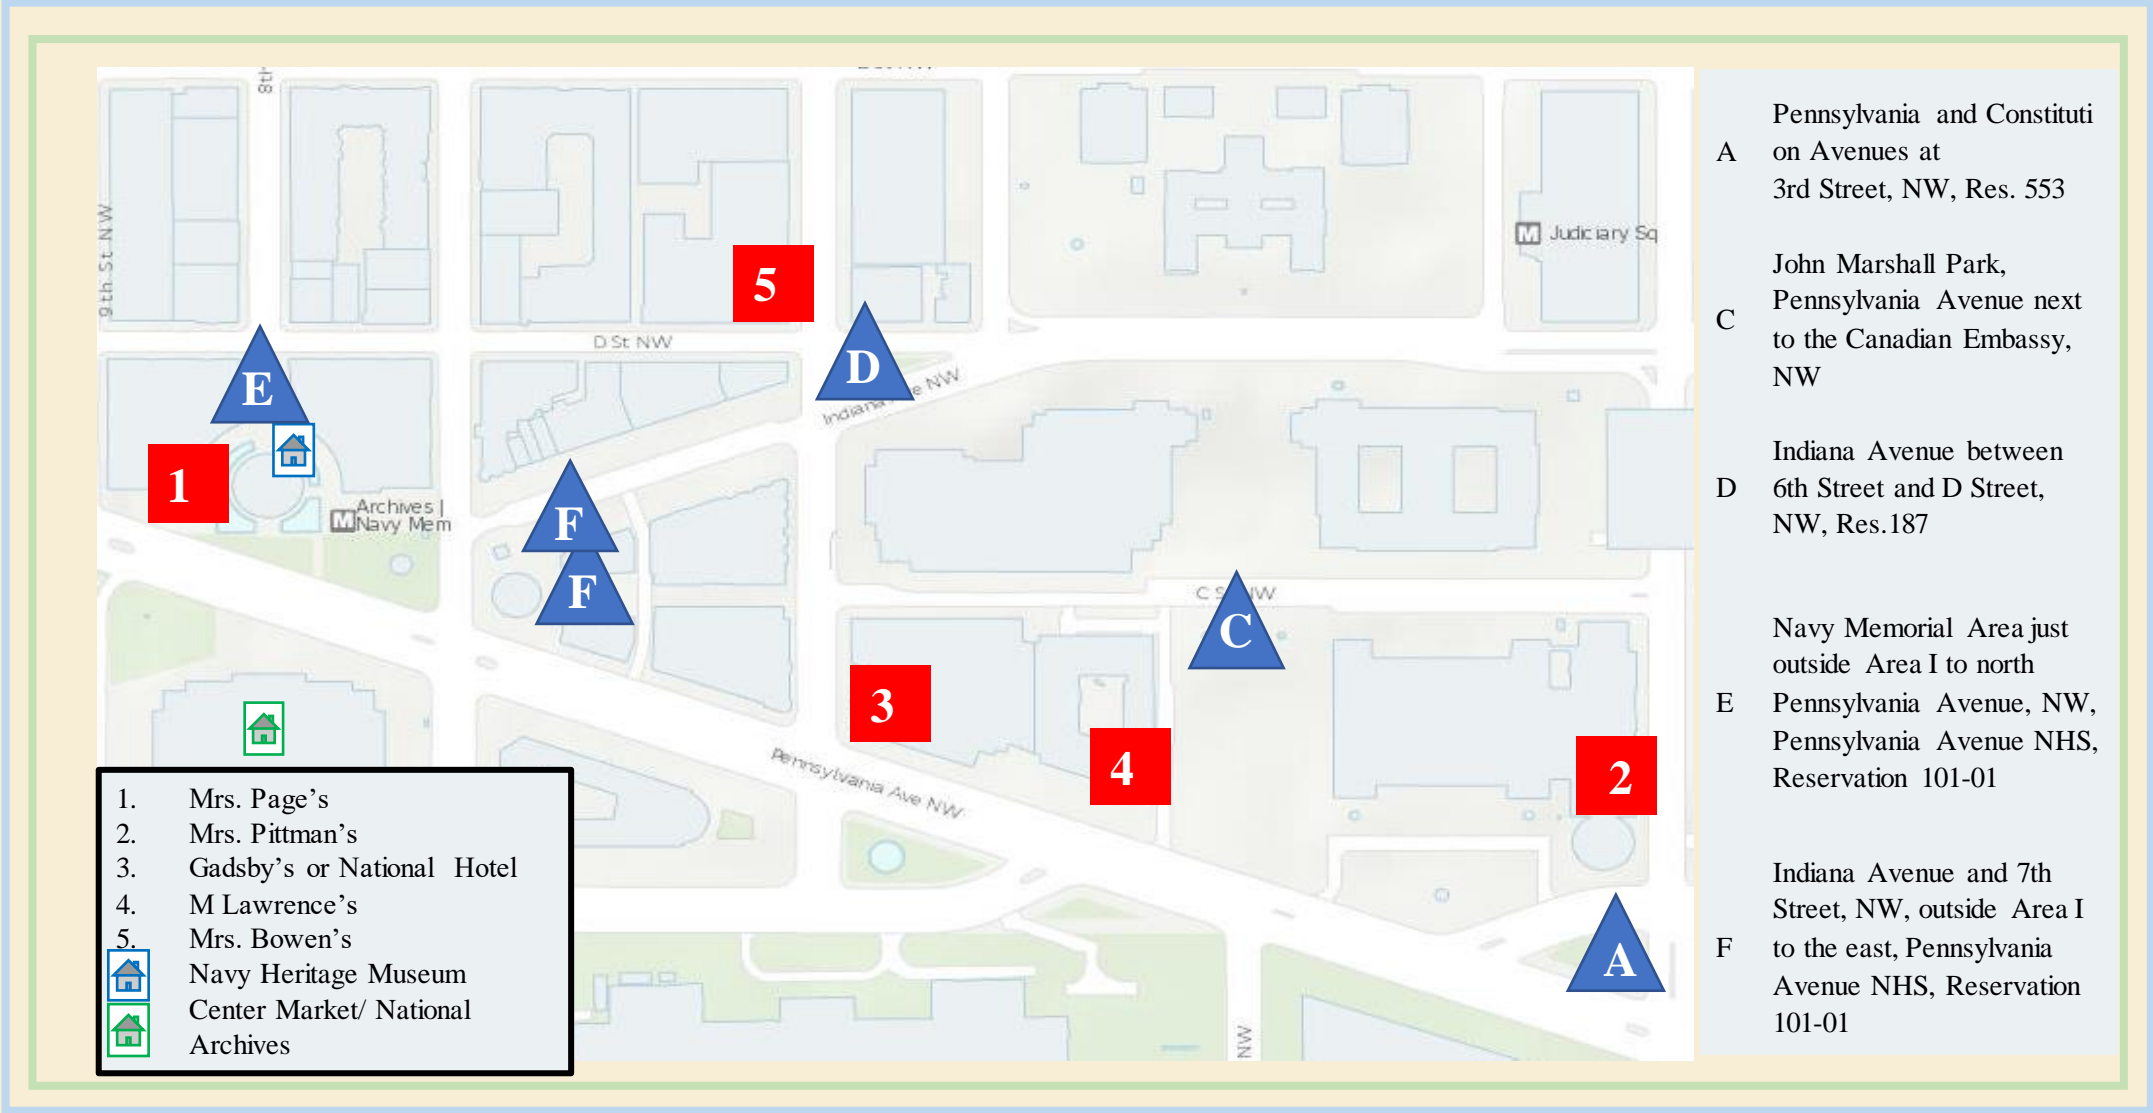 8th
9th St NW
5
Judiciary Sq
D St NW
D
Indiana Ave NW
E
1
Archives |
Navy Mem
F
F
C St NW
C
3
4
2
Pennsylvania Ave NW
A
NW
1. Mrs. Page's
2. Mrs. Pittman's
3. Gadsby's or National Hotel
4. M Lawrence's
5. Mrs. Bowen's
Navy Heritage Museum
Center Market/ National
Archives
Pennsylvania and Constituti
A on Avenues at
3rd Street, NW, Res. 553
John Marshall Park,
Pennsylvania Avenue next
C to the Canadian Embassy,
NW
Indiana Avenue between
D 6th Street and D Street,
NW, Res.187
Navy Memorial Area just
outside Area I to north
E Pennsylvania Avenue, NW,
Pennsylvania Avenue NHS,
Reservation 101-01
Indiana Avenue and 7th
Street, NW, outside Area I
F to the east, Pennsylvania
Avenue NHS, Reservation
101-01